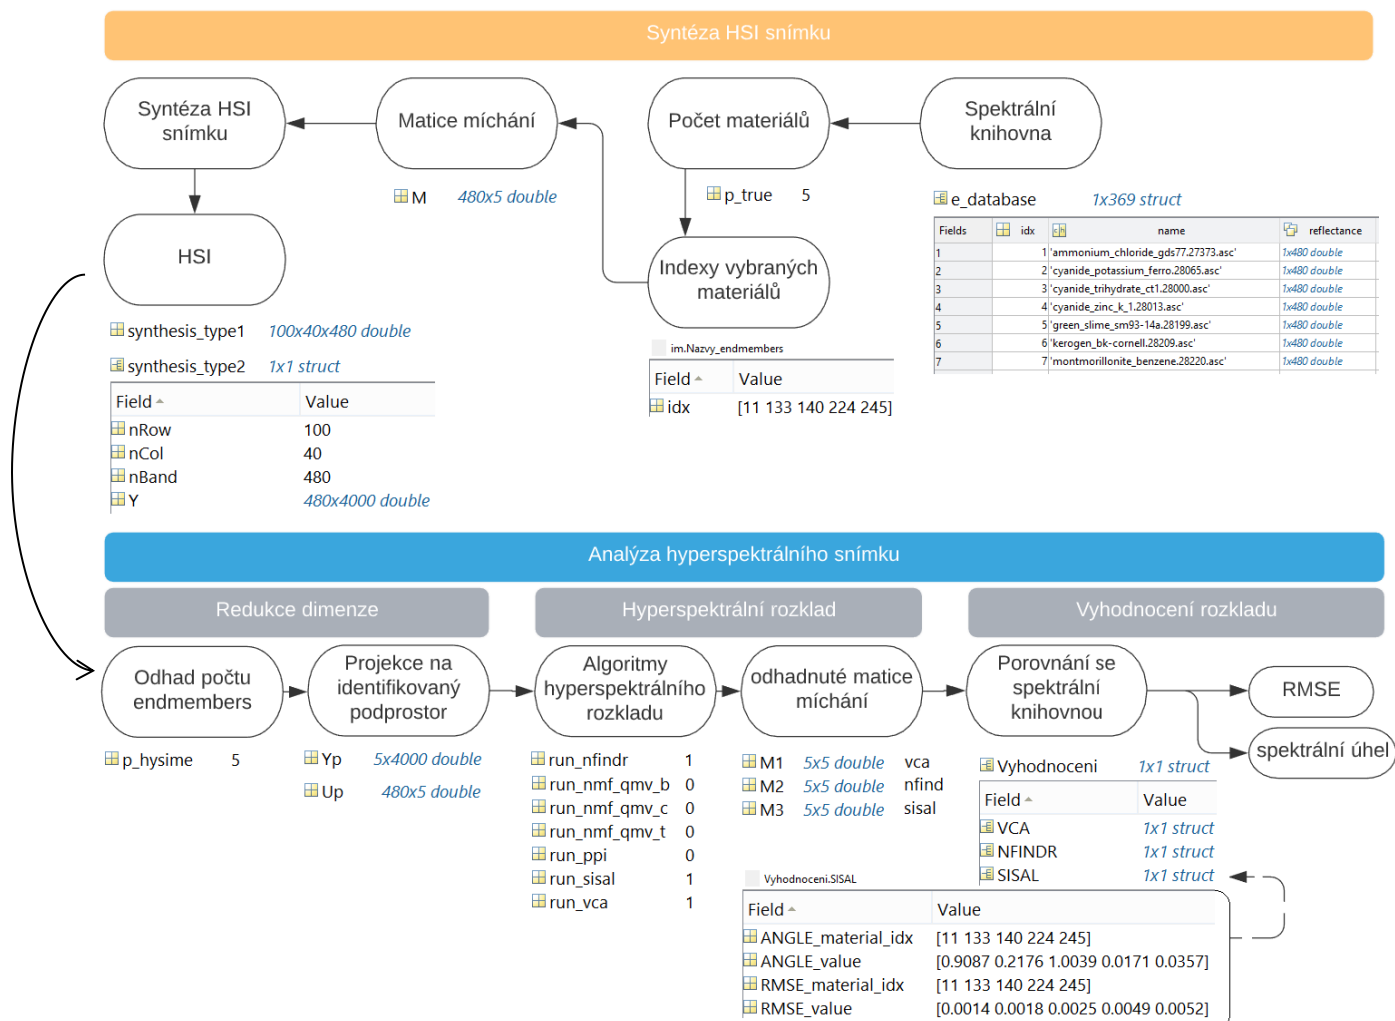 Syntéza HSI snímku
Syntéza HSI
snímku
Matice míchání
Počet materiálů
Spektrální
knihovna
M 480x5 double
p_true 5
e_database 1x369 struct
Fields idx name reflectance
1 1 'ammonium_chloride_gds77.27373.asc' 1x480 double
2 2 'cyanide_potassium_ferro.28065.asc' 1x480 double
3 3 'cyanide_trihydrate_ct1.28000.asc' 1x480 double
4 4 'cyanide_zinc_k_1.28013.asc' 1x480 double
5 5 'green_slime_sm93-14a.28199.asc' 1x480 double
6 6 'kerogen_bk-cornell.28209.asc' 1x480 double
7 7 'montmorillonite_benzene.28220.asc' 1x480 double
HSI
Indexy vybraných
materiálů
synthesis_type1 100x40x480 double
synthesis_type2 1x1 struct
Field Value
nRow 100
nCol 40
nBand 480
Y 480x4000 double
im.Nazvy_endmembers
Field Value
idx [11 133 140 224 245]
Analýza hyperspektrálního snímku
Redukce dimenze
Hyperspektrální rozklad
Vyhodnocení rozkladu
Odhad počtu
endmembers
Projekce na
identifikovaný
podprostor
Algoritmy
hyperspektrálního
rozkladu
odhadnuté matice
míchání
Porovnání se
spektrální
knihovnou
RMSE
spektrální úhel
p_hysime 5
Yp 5x4000 double
Up 480x5 double
run_nfindr 1
run_nmf_qmv_b 0
run_nmf_qmv_c 0
run_nmf_qmv_t 0
run_ppi 0
run_sisal 1
run_vca 1
M1 5x5 double vca
M2 5x5 double nfind
M3 5x5 double sisal
Vyhodnoceni 1x1 struct
Field Value
VCA 1x1 struct
NFINDR 1x1 struct
SISAL 1x1 struct
Vyhodnoceni.SISAL
Field Value
ANGLE_material_idx [11 133 140 224 245]
ANGLE_value [0.9087 0.2176 1.0039 0.0171 0.0357]
RMSE_material_idx [11 133 140 224 245]
RMSE_value [0.0014 0.0018 0.0025 0.0049 0.0052]